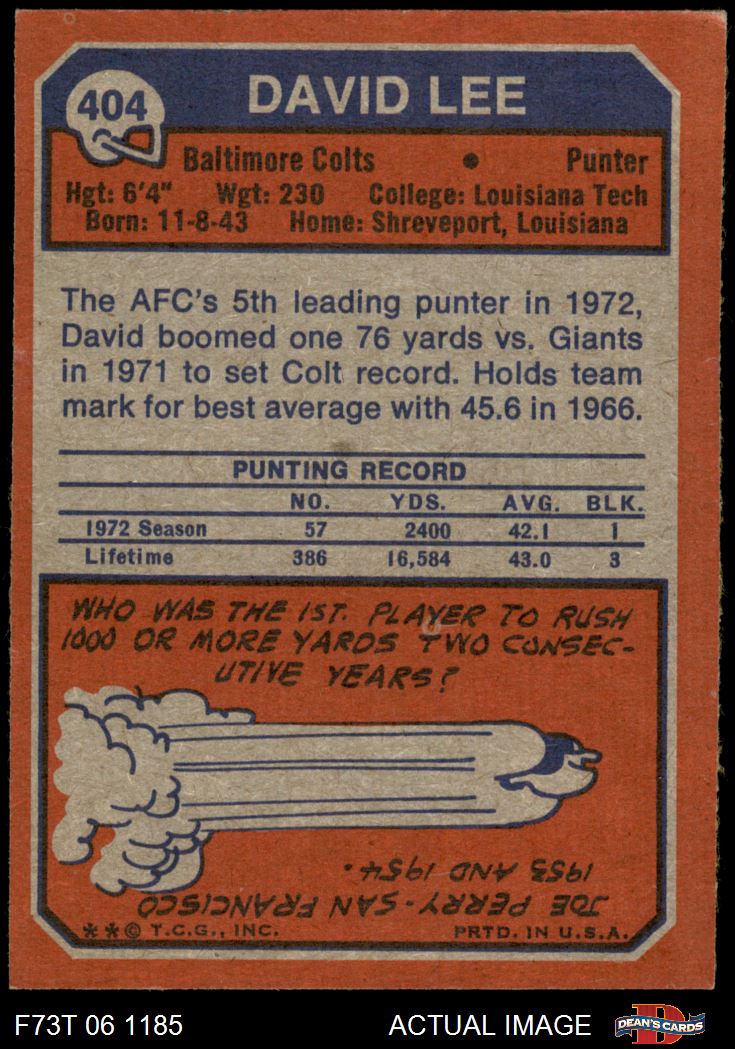 404
DAVID LEE
Baltimore Colts • Punter
Hgt: 6'4" Wgt: 230 College: Louisiana Tech
Born: 11-8-43 Home: Shreveport, Louisiana
The AFC's 5th leading punter in 1972,
David boomed one 76 yards vs. Giants
in 1971 to set Colt record. Holds team
mark for best average with 45.6 in 1966.
PUNTING RECORD
NO. YDS. AVG. BLK.
1972 Season 57 2400 42.1 1
Lifetime 386 16,584 43.0 3
WHO WAS THE 1ST. PLAYER TO RUSH
1000 OR MORE YARDS TWO CONSEC-
UTIVE YEARS?
JOE PERRY-SAN FRANCISCO
1953 AND 1954.
**© T.C.G., INC. PRTD. IN U.S.A.
F73T 06 1185 ACTUAL IMAGE
D
DEAN'S CARDS